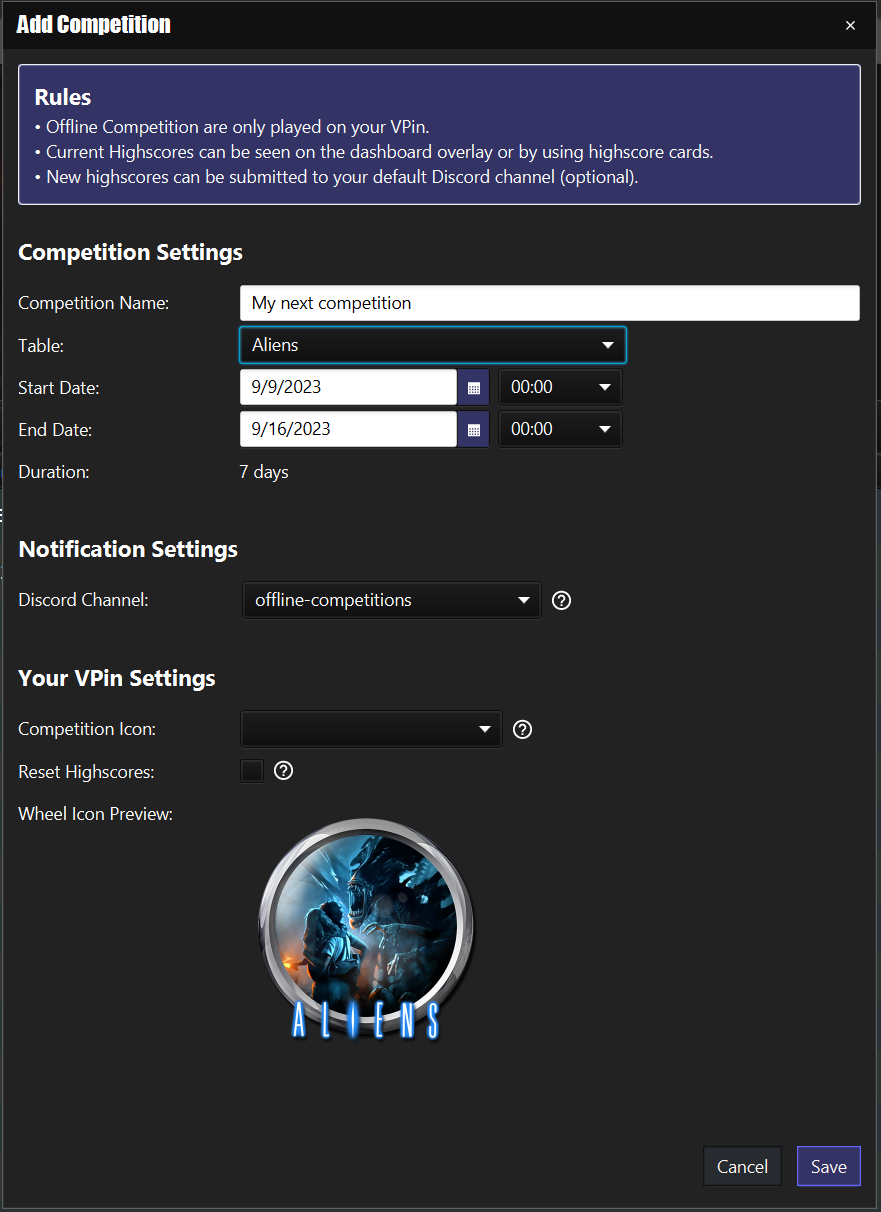 Add Competition
Rules
• Offline Competition are only played on your VPin.
• Current Highscores can be seen on the dashboard overlay or by using highscore cards.
• New highscores can be submitted to your default Discord channel (optional).
Competition Settings
Competition Name: My next competition
Table: Aliens
Start Date: 9/9/2023 00:00
End Date: 9/16/2023 00:00
Duration: 7 days
Notification Settings
Discord Channel: offline-competitions
Your VPin Settings
Competition Icon:
Reset Highscores:
Wheel Icon Preview:
ALIENS
Cancel Save